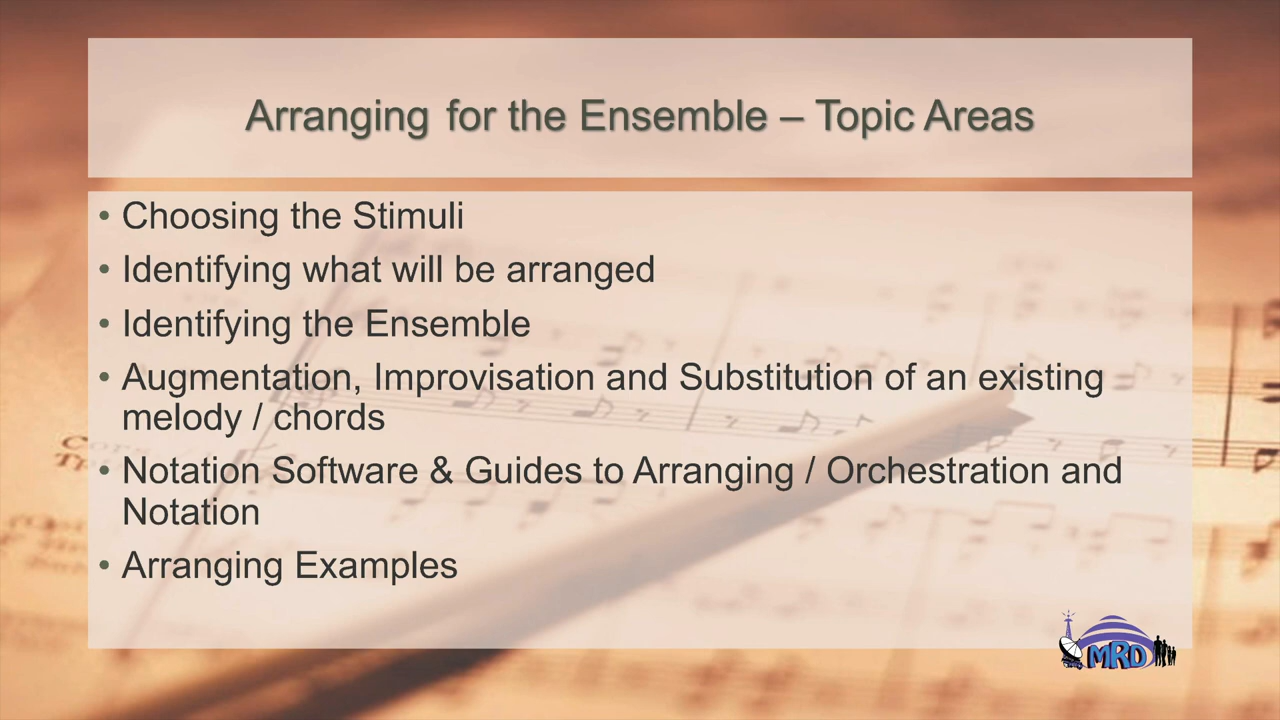 Arranging for the Ensemble – Topic Areas
• Choosing the Stimuli
• Identifying what will be arranged
• Identifying the Ensemble
• Augmentation, Improvisation and Substitution of an existing
melody / chords
• Notation Software & Guides to Arranging / Orchestration and
Notation
• Arranging Examples
MRD